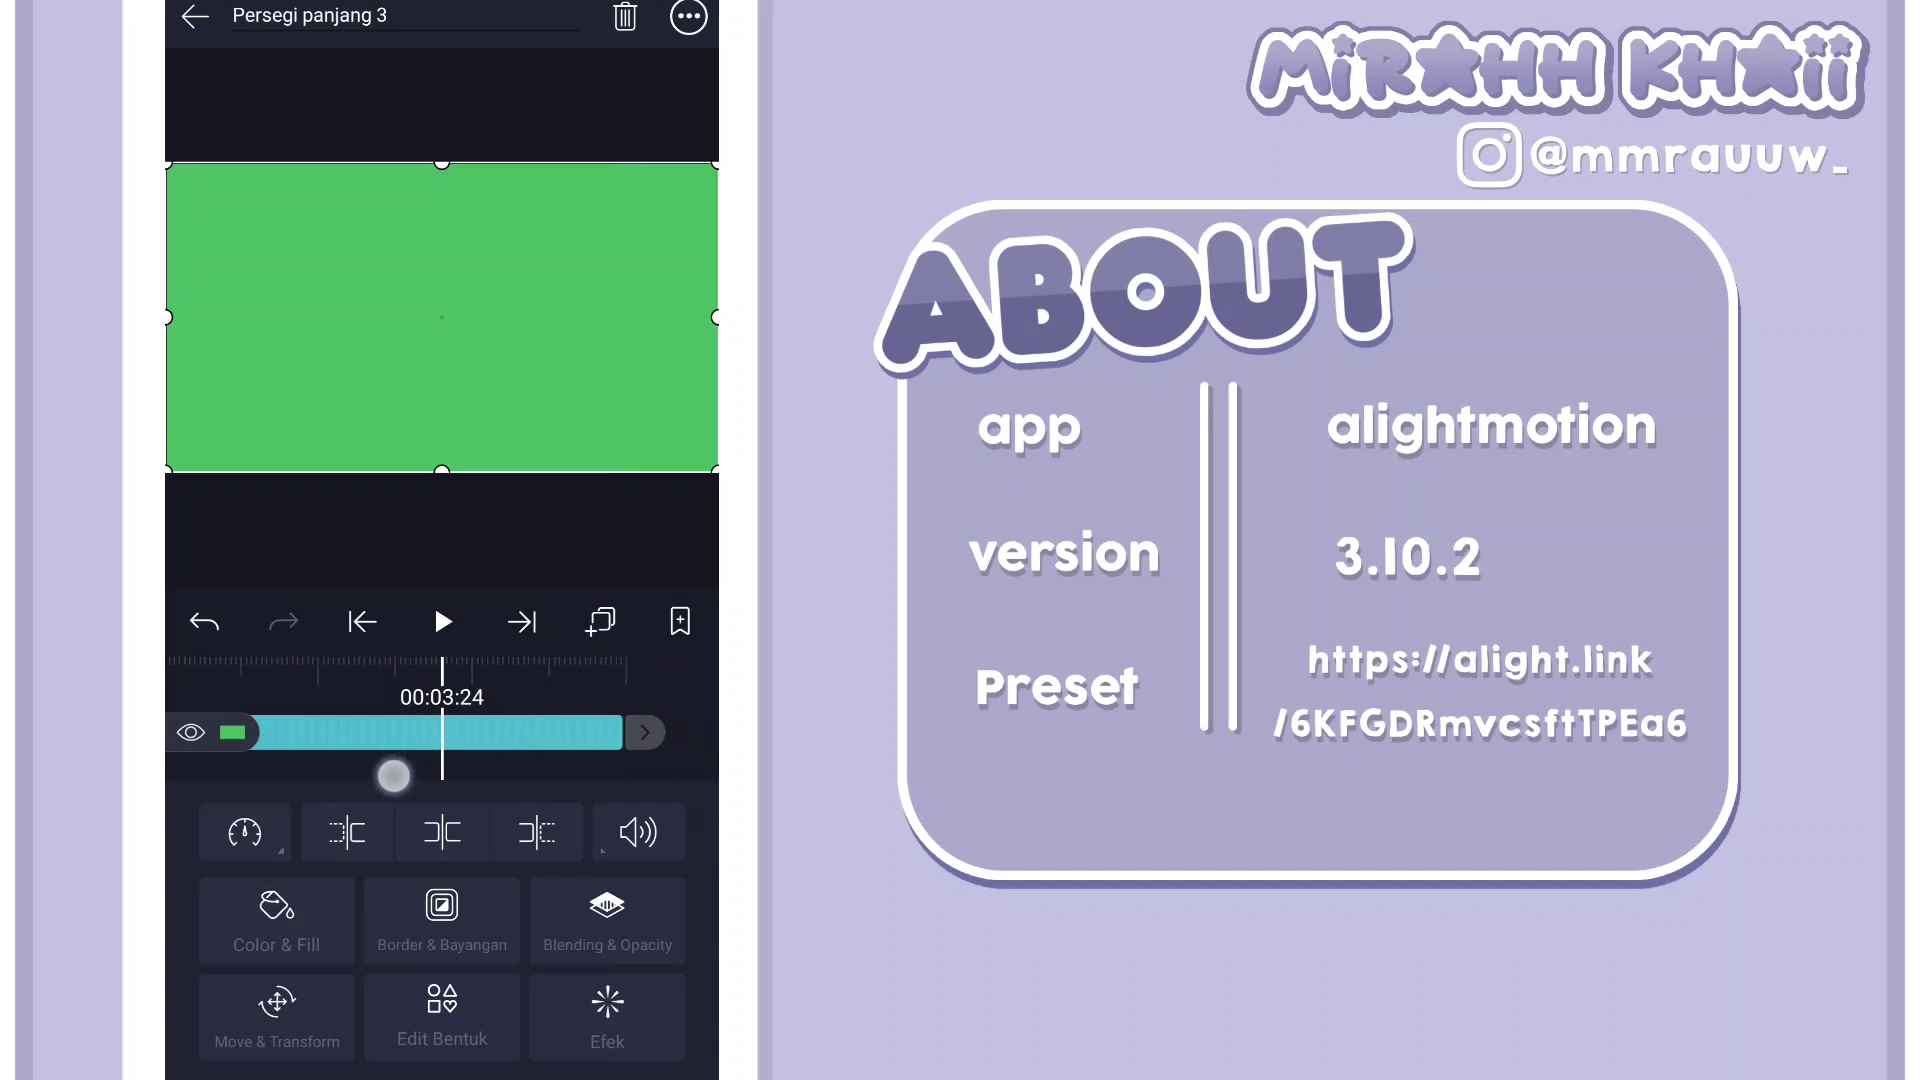 Persegi panjang 3
00:03:24
Color & Fill
Border & Bayangan
Blending & Opacity
Move & Transform
Edit Bentuk
Efek
MiRAHH KHAii
@mmrauuw_
ABOUT
app
alightmotion
version
3.10.2
Preset
https://alight.link
/6KFGDRmvcsftTPEa6